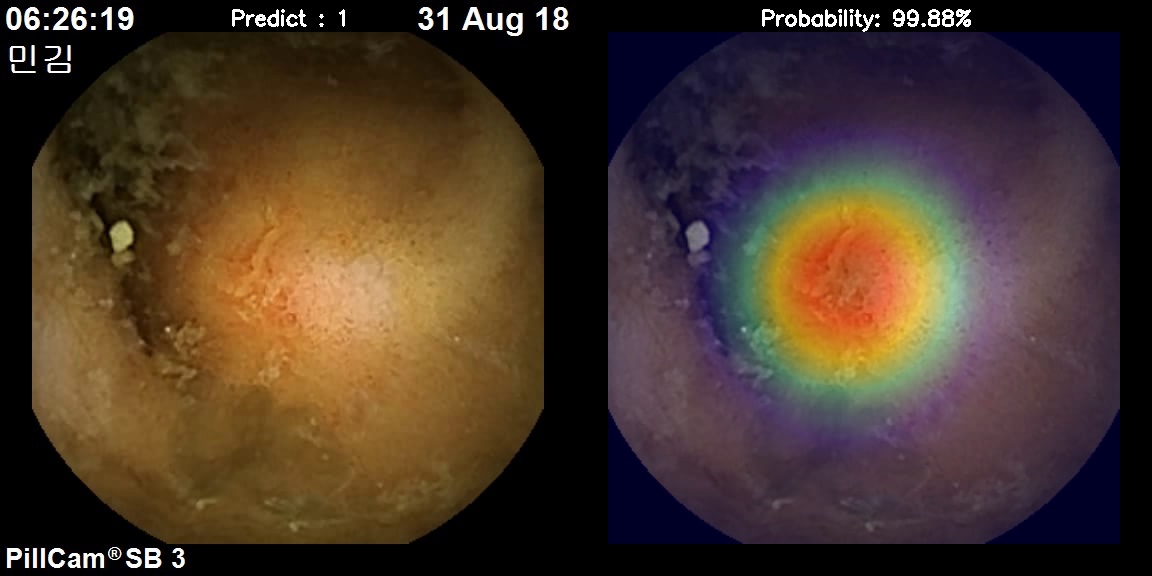 06:26:19 Predict : 1 31 Aug 18 Probability: 99.88%
민김
PillCam® SB 3